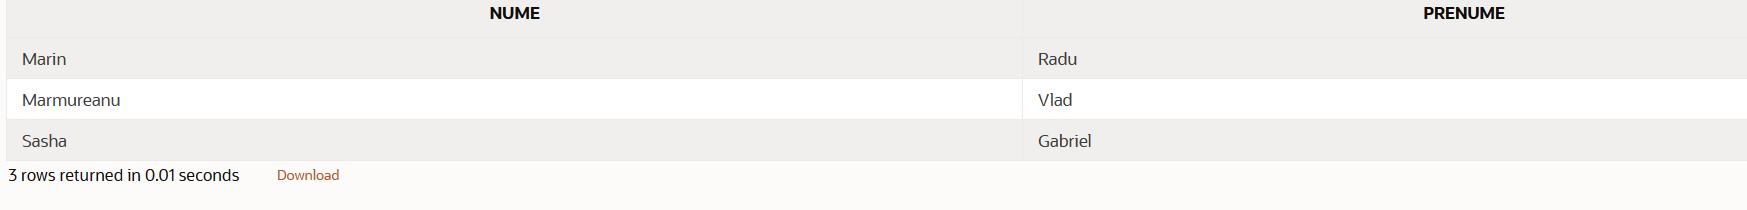 NUME PRENUME
Marin Radu
Marmureanu Vlad
Sasha Gabriel
3 rows returned in 0.01 seconds Download